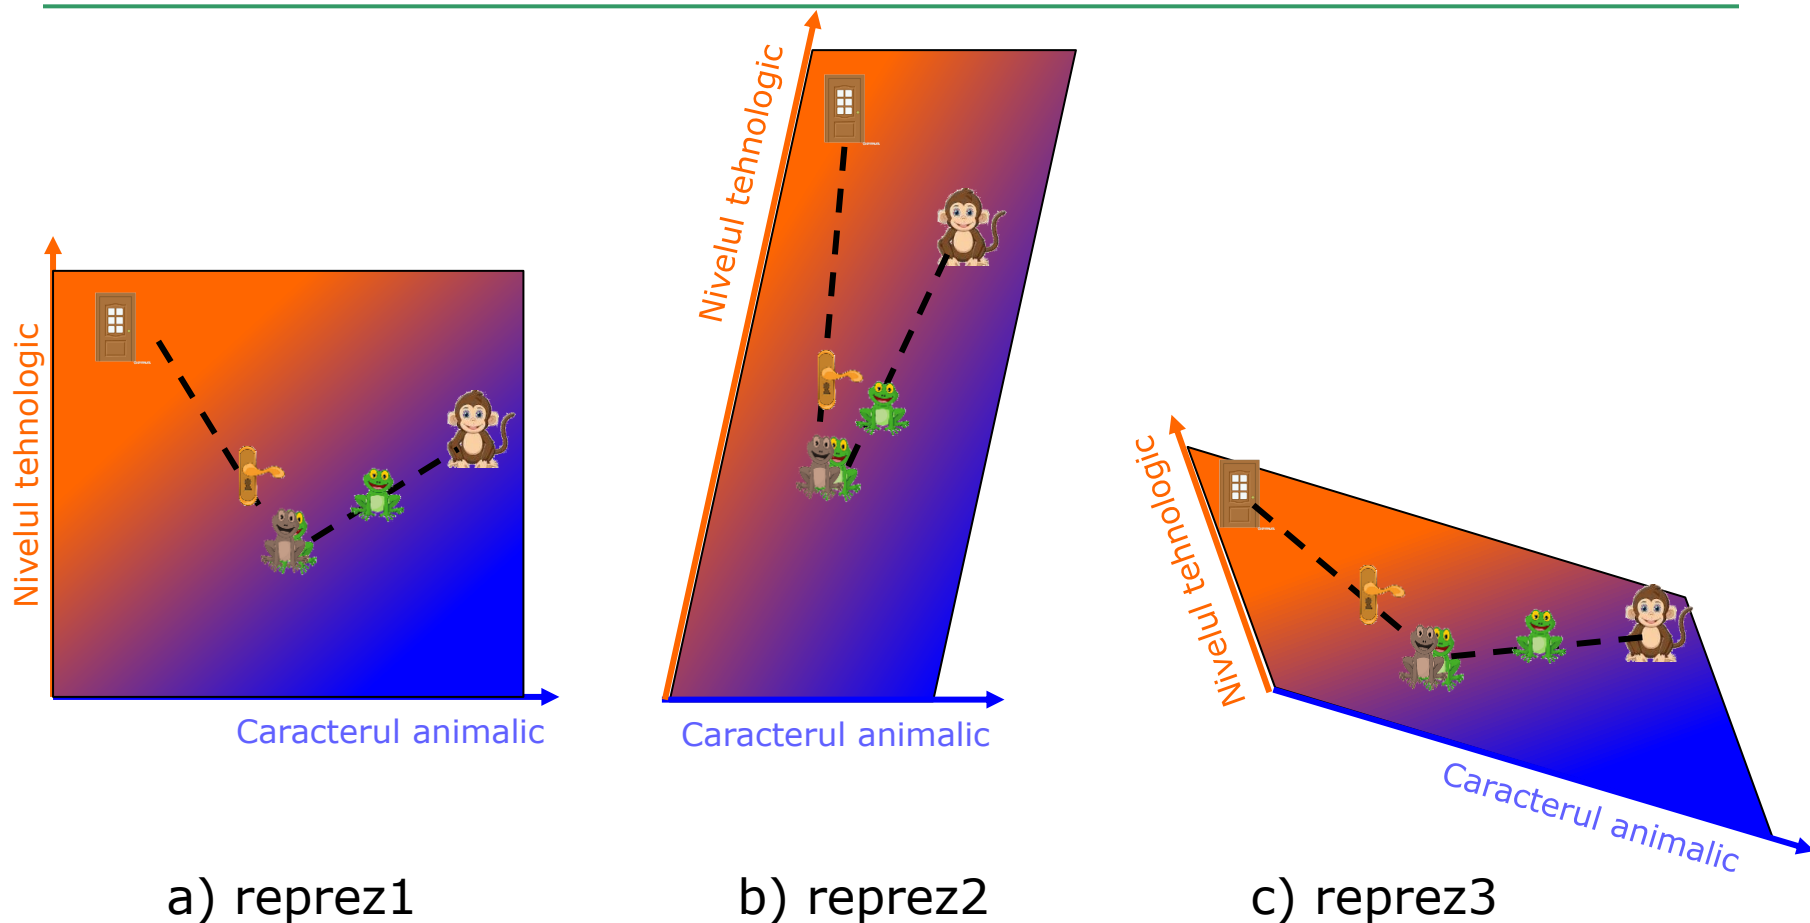 Nivelul tehnologic
Caracterul animalic
a) reprez1
Nivelul tehnologic
Caracterul animalic
b) reprez2
Nivelul tehnologic
Caracterul animalic
c) reprez3